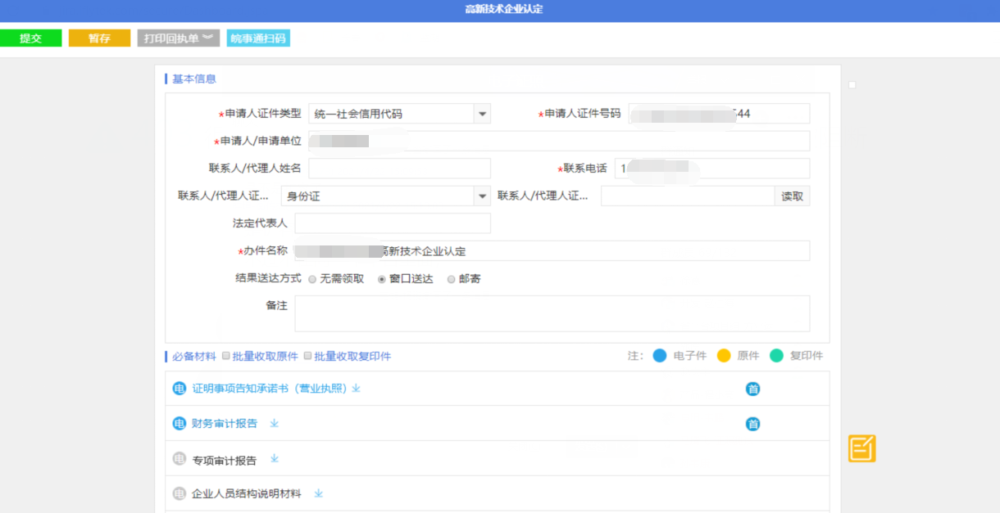 高新技术企业认定
提交 暂存 打印回执单 皖事通扫码
基本信息
*申请人证件类型 统一社会信用代码 *申请人证件号码 44
*申请人/申请单位
联系人/代理人姓名 *联系电话 1
联系人/代理人证... 身份证 联系人/代理人证... 读取
法定代表人
*办件名称 高新技术企业认定
结果送达方式 无需领取 窗口送达 邮寄
备注
必备材料 批量收取原件 批量收取复印件 注: 电子件 原件 复印件
电 证明事项告知承诺书（营业执照） 首
电 财务审计报告 首
电 专项审计报告
电 企业人员结构说明材料